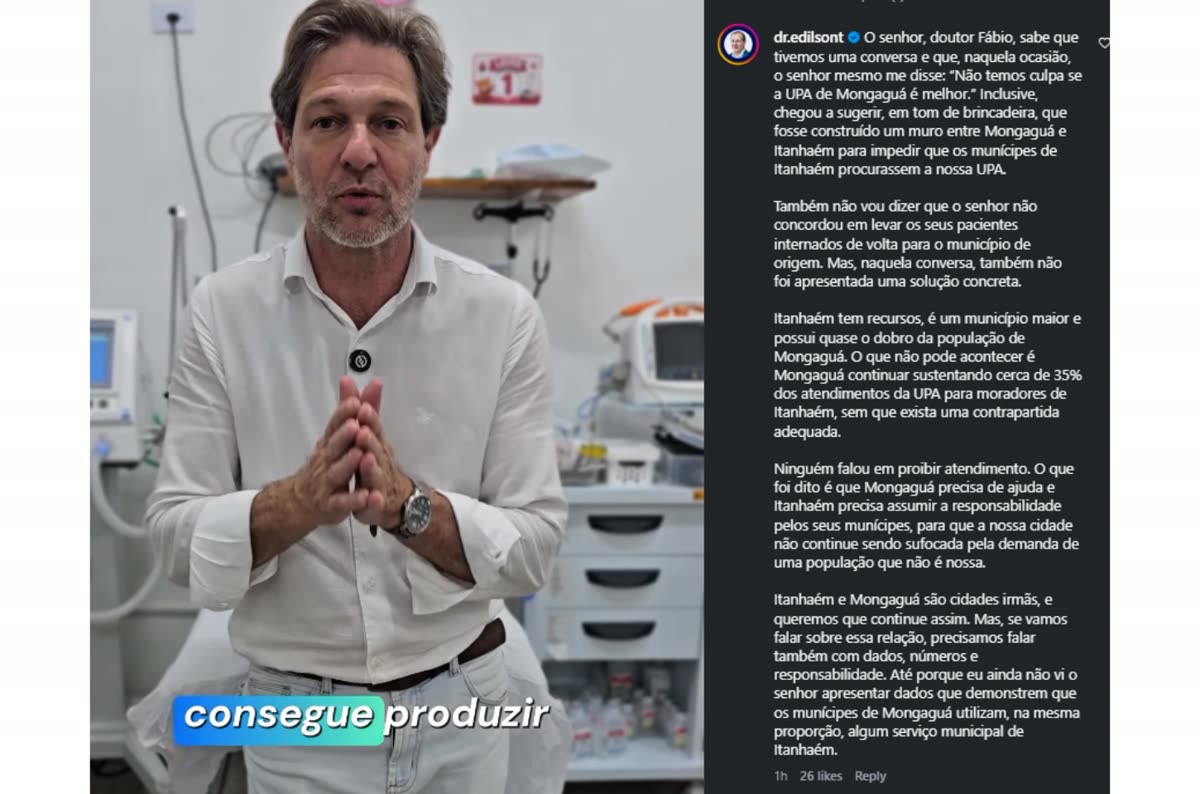 1
consegue produzir
dr.edilsont O senhor, doutor Fábio, sabe que
tivemos uma conversa e que, naquela ocasião,
o senhor mesmo me disse: “Não temos culpa se
a UPA de Mongaguá é melhor.” Inclusive,
chegou a sugerir, em tom de brincadeira, que
fosse construído um muro entre Mongaguá e
Itanhaém para impedir que os munícipes de
Itanhaém procurassem a nossa UPA.
Também não vou dizer que o senhor não
concordou em levar os seus pacientes
internados de volta para o município de
origem. Mas, naquela conversa, também não
foi apresentada uma solução concreta.
Itanhaém tem recursos, é um município maior e
possui quase o dobro da população de
Mongaguá. O que não pode acontecer é
Mongaguá continuar sustentando cerca de 35%
dos atendimentos da UPA para moradores de
Itanhaém, sem que exista uma contrapartida
adequada.
Ninguém falou em proibir atendimento. O que
foi dito é que Mongaguá precisa de ajuda e
Itanhaém precisa assumir a responsabilidade
pelos seus munícipes, para que a nossa cidade
não continue sendo sufocada pela demanda de
uma população que não é nossa.
Itanhaém e Mongaguá são cidades irmãs, e
queremos que continue assim. Mas, se vamos
falar sobre essa relação, precisamos falar
também com dados, números e
responsabilidade. Até porque eu ainda não vi o
senhor apresentar dados que demonstrem que
os munícipes de Mongaguá utilizam, na mesma
proporção, algum serviço municipal de
Itanhaém.
1h 26 likes Reply